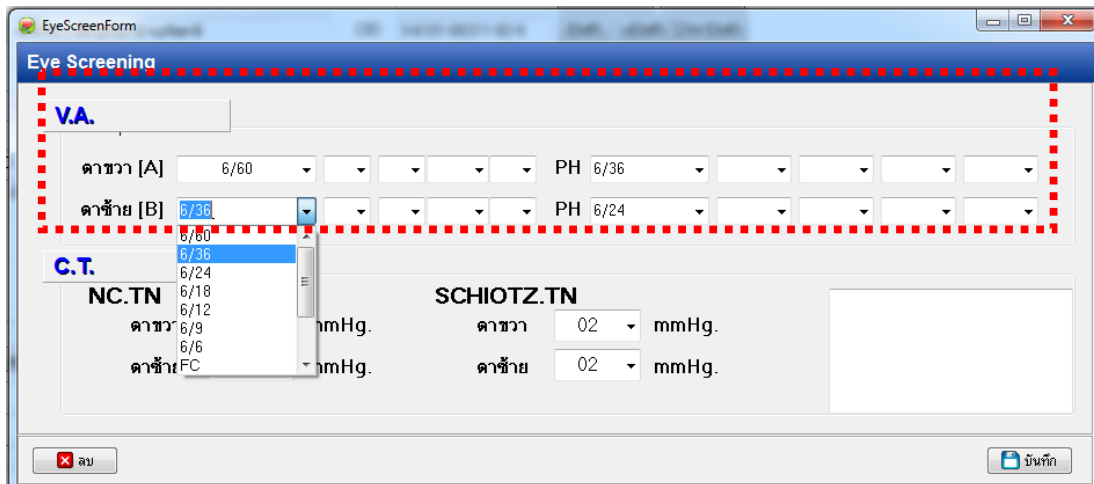 EyeScreenForm
Eye Screening
V.A.
ตาขวา [A] 6/60 PH 6/36
ตาซ้าย [B] 6/36 PH 6/24
6/60
6/36
6/24
6/18
6/12
6/9
6/6
FC
C.T.
NC.TN SCHIOTZ.TN
ตาขวา mmHg. ตาขวา 02 mmHg.
ตาซ้าย mmHg. ตาซ้าย 02 mmHg.
ลบ บันทึก